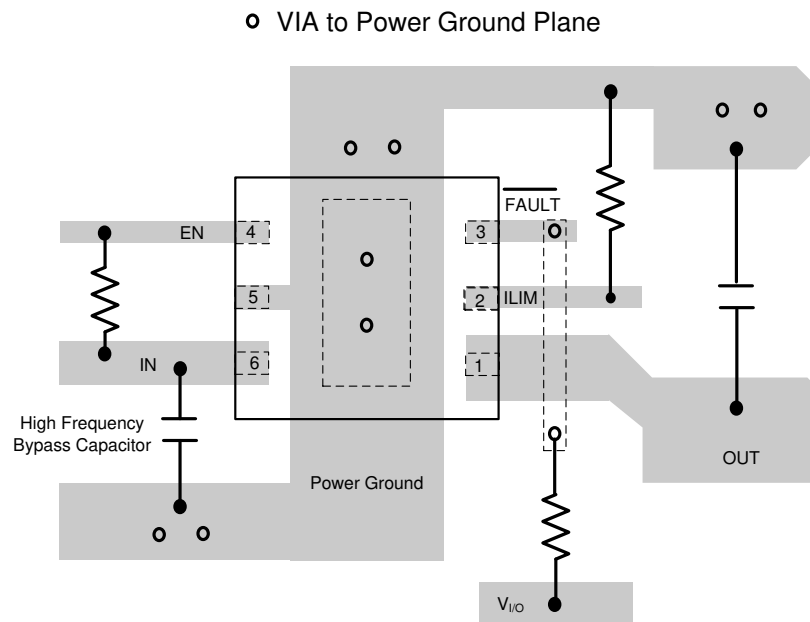 VIA to Power Ground Plane
FAULT
EN 4
3
5
2 ILIM
IN 6
1
High Frequency
Bypass Capacitor
OUT
Power Ground
VI/O